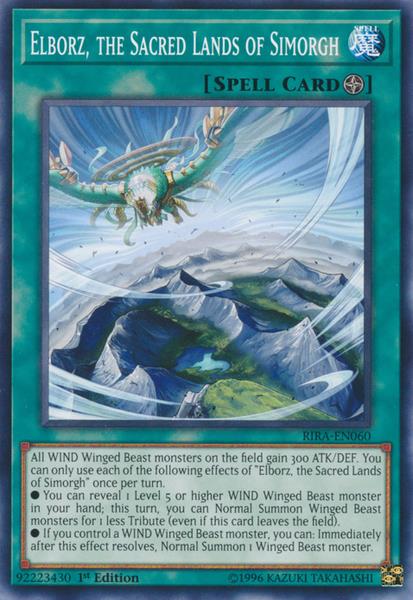 Elborz, the Sacred Lands of Simorgh
SPELL
魔
[Spell Card]
RIRA-EN060
All WIND Winged Beast monsters on the field gain 300 ATK/DEF. You
can only use each of the following effects of "Elborz, the Sacred Lands
of Simorgh" once per turn.
● You can reveal 1 Level 5 or higher WIND Winged Beast monster
in your hand; this turn, you can Normal Summon Winged Beast
monsters for 1 less Tribute (even if this card leaves the field).
● If you control a WIND Winged Beast monster, you can: Immediately
after this effect resolves, Normal Summon 1 Winged Beast monster.
92223430 1st Edition ©1996 KAZUKI TAKAHASHI